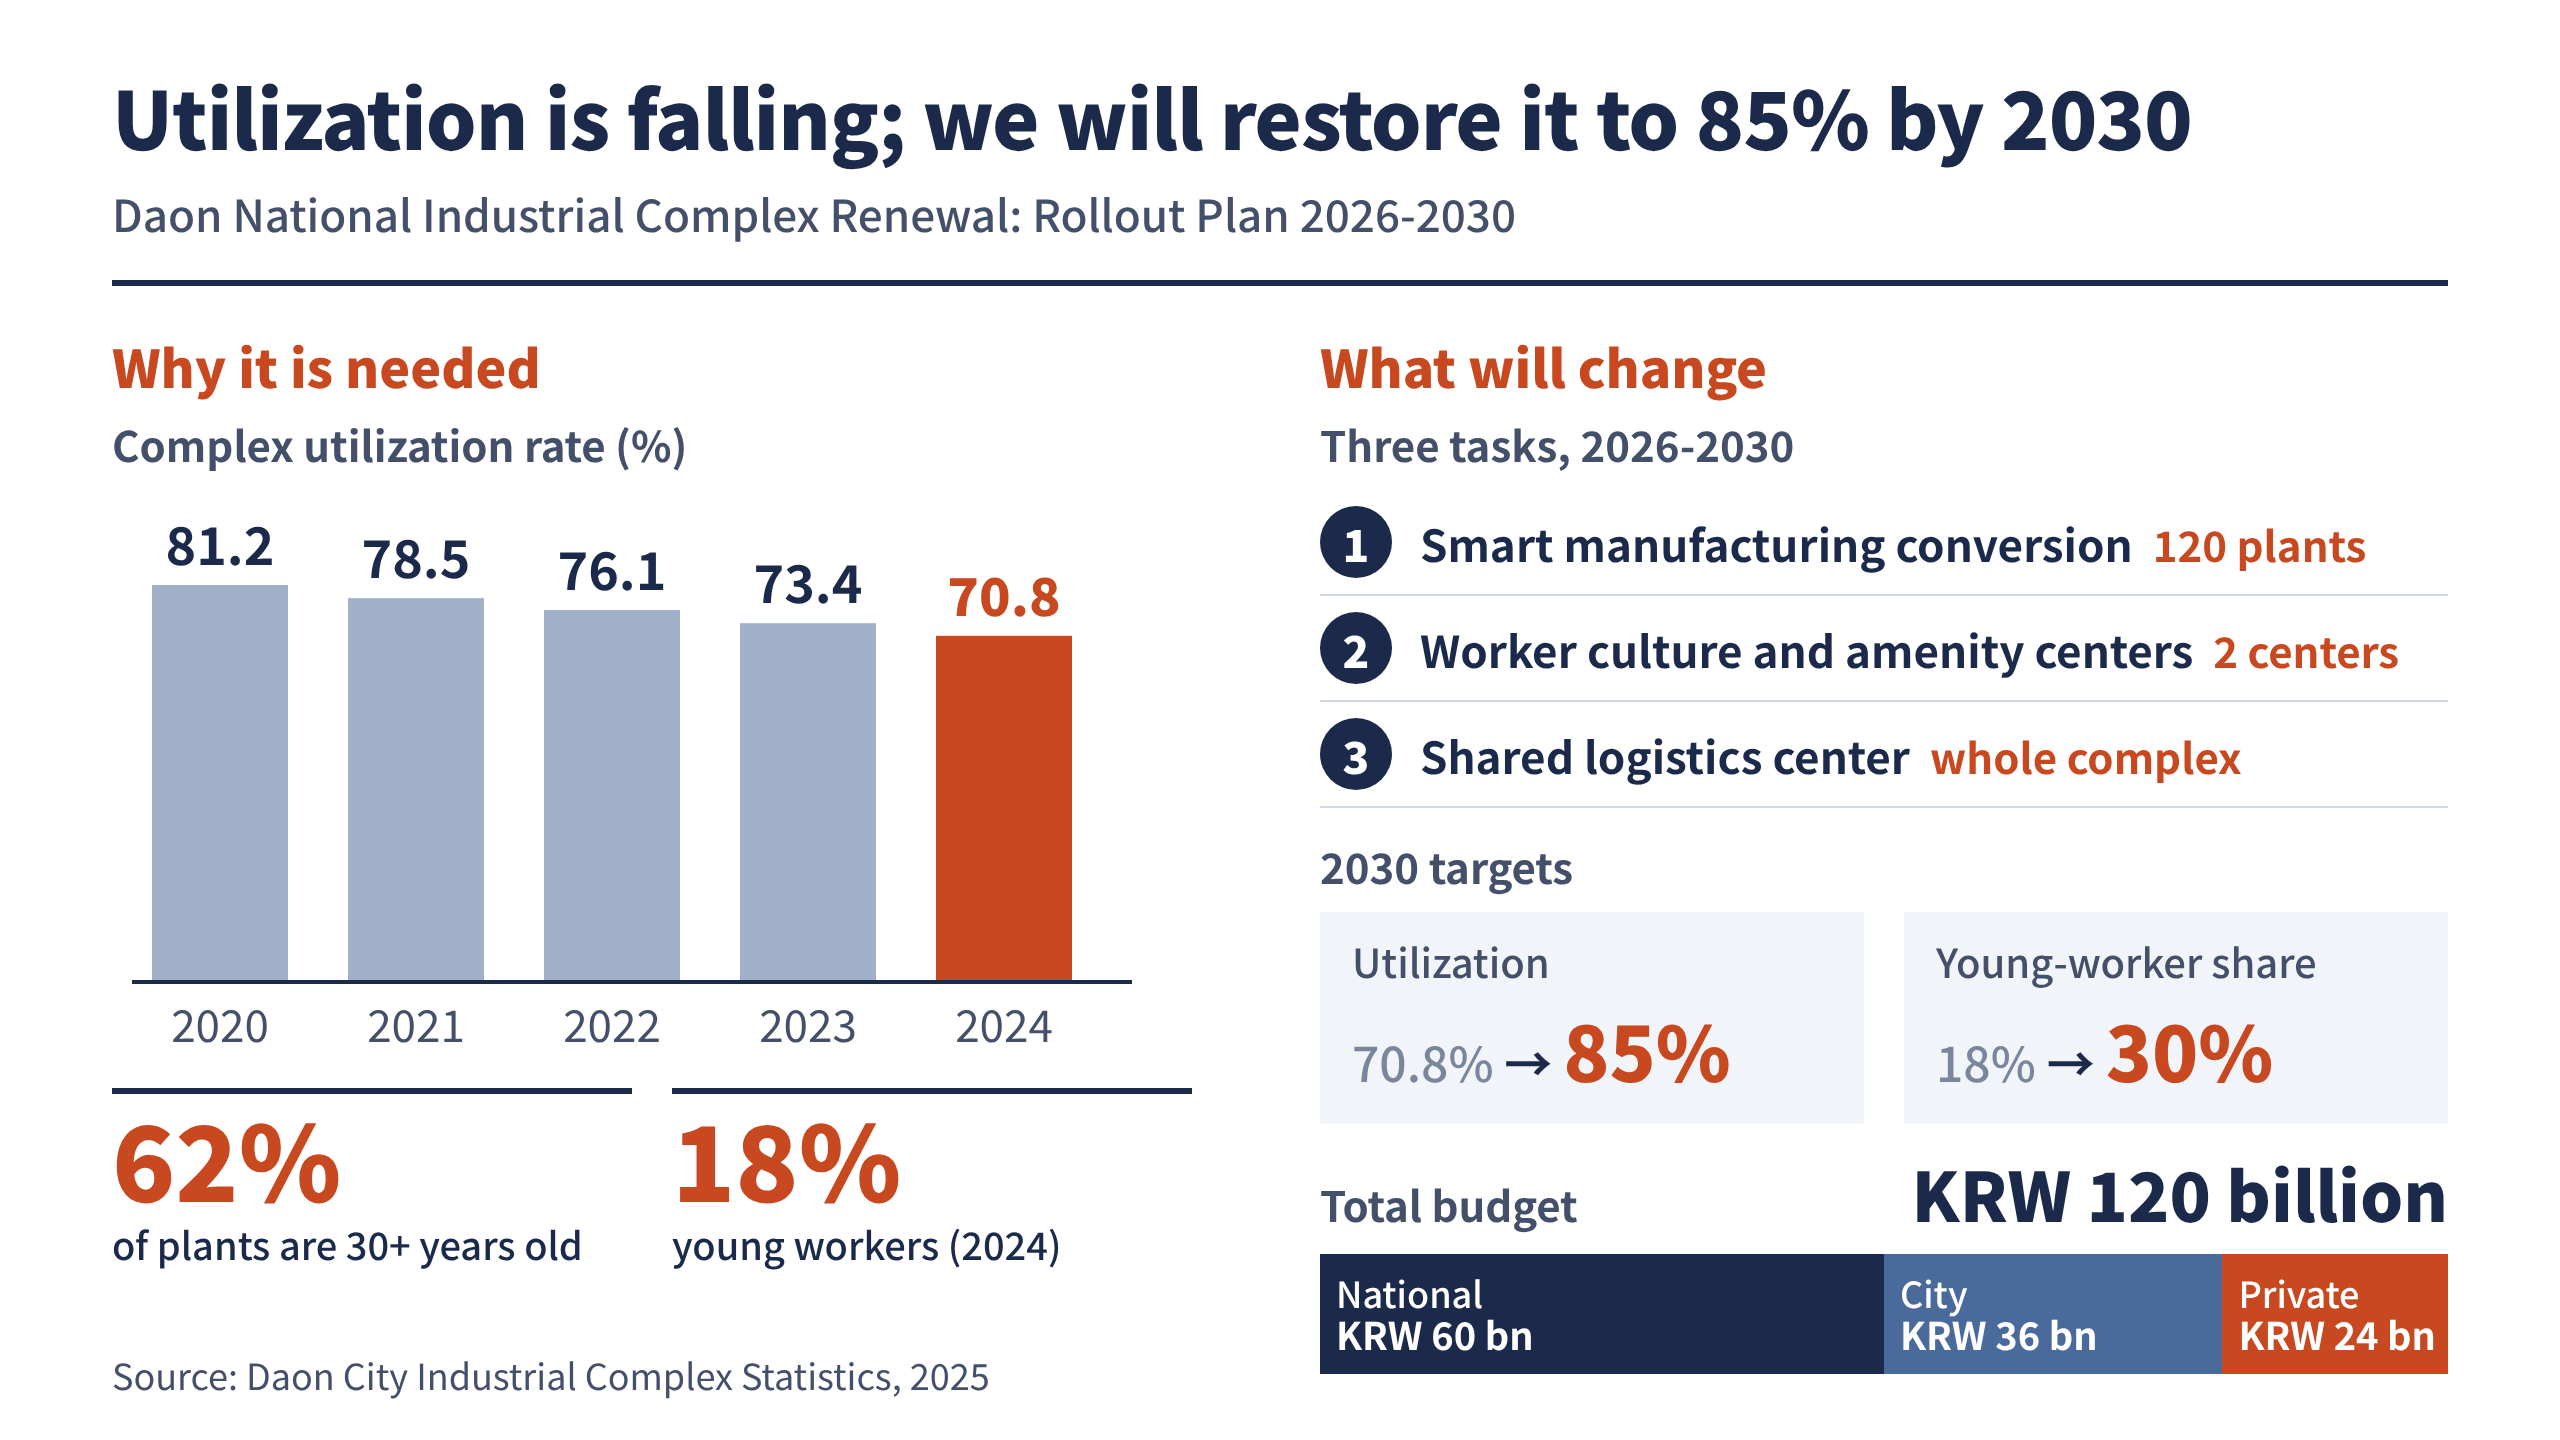 Utilization is falling; we will restore it to 85% by 2030
Daon National Industrial Complex Renewal: Rollout Plan 2026-2030
Why it is needed
Complex utilization rate (%)
81.2
78.5
76.1
73.4
70.8
2020
2021
2022
2023
2024
62%
of plants are 30+ years old
18%
young workers (2024)
Source: Daon City Industrial Complex Statistics, 2025
What will change
Three tasks, 2026-2030
1 Smart manufacturing conversion 120 plants
2 Worker culture and amenity centers 2 centers
3 Shared logistics center whole complex
2030 targets
Utilization
70.8% → 85%
Young-worker share
18% → 30%
Total budget KRW 120 billion
National
KRW 60 bn
City
KRW 36 bn
Private
KRW 24 bn